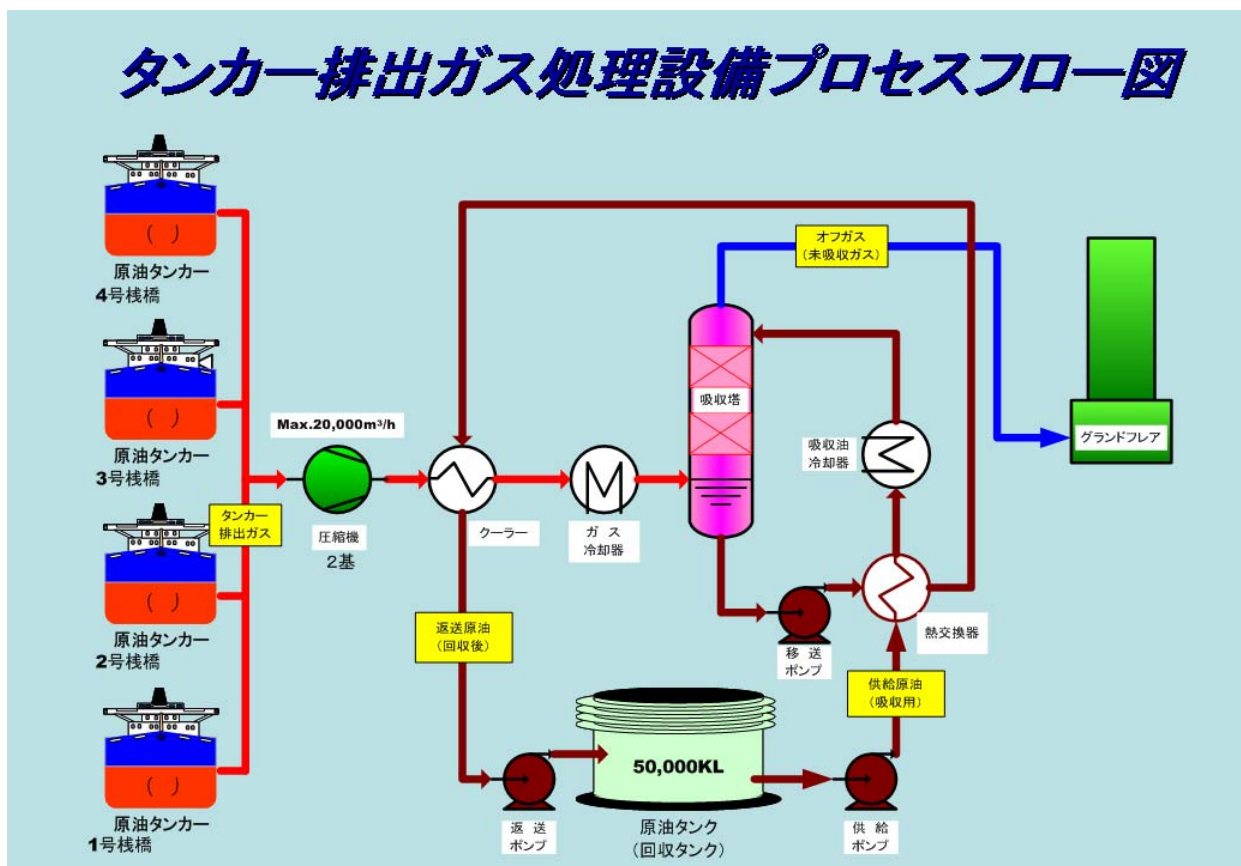 タンカー排出ガス処理設備プロセスフロー図
( )
原油タンカー
4号桟橋
( )
原油タンカー
3号桟橋
( )
原油タンカー
2号桟橋
( )
原油タンカー
1号桟橋
タンカー
排出ガス
Max.20,000m³/h
圧縮機
2基
クーラー
ガス
冷却器
吸収塔
オフガス
(未吸収ガス)
グランドフレア
吸収油
冷却器
熱交換器
移送
ポンプ
返送原油
(回収後)
供給原油
(吸収用)
返送
ポンプ
50,000KL
原油タンク
(回収タンク)
供給
ポンプ